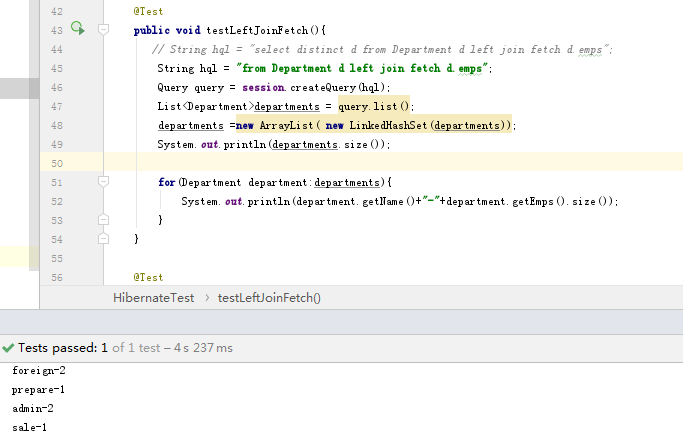 42 @Test
43 public void testLeftJoinFetch(){
44 // String hql = "select distinct d from Department d left join fetch d.emps";
45 String hql = "from Department d left join fetch d.emps";
46 Query query = session.createQuery(hql);
47 List<Department>departments = query.list();
48 departments =new ArrayList( new LinkedHashSet(departments));
49 System.out.println(departments.size());
50
51 for(Department department:departments){
52 System.out.println(department.getName()+"-"+department.getEmps().size());
53 }
54 }
55
56 @Test
HibernateTest > testLeftJoinFetch()
Tests passed: 1 of 1 test – 4 s 237 ms
foreign-2
prepare-1
admin-2
sale-1